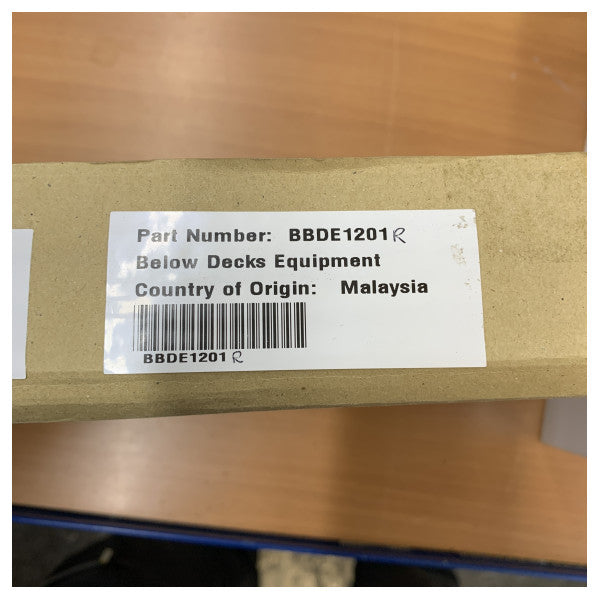 Part Number: BBDE1201R
Below Decks Equipment
Country of Origin: Malaysia
BBDE1201R